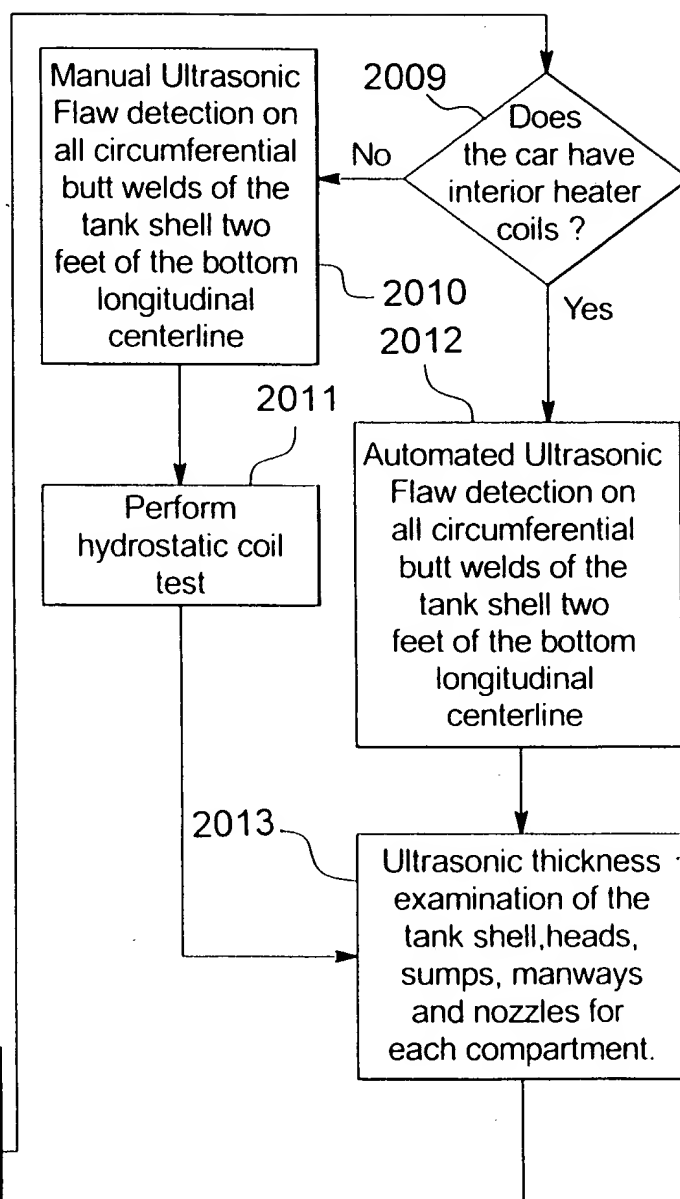 2009
Does
the car have
interior heater
coils ?
No
Yes
Manual Ultrasonic
Flaw detection on
all circumferential
butt welds of the
tank shell two
feet of the bottom
longitudinal
centerline
2010
2011
Perform
hydrostatic coil
test
2012
Automated Ultrasonic
Flaw detection on
all circumferential
butt welds of the
tank shell two
feet of the bottom
longitudinal
centerline
2013
Ultrasonic thickness
examination of the
tank shell,heads,
sumps, manways
and nozzles for
each compartment.